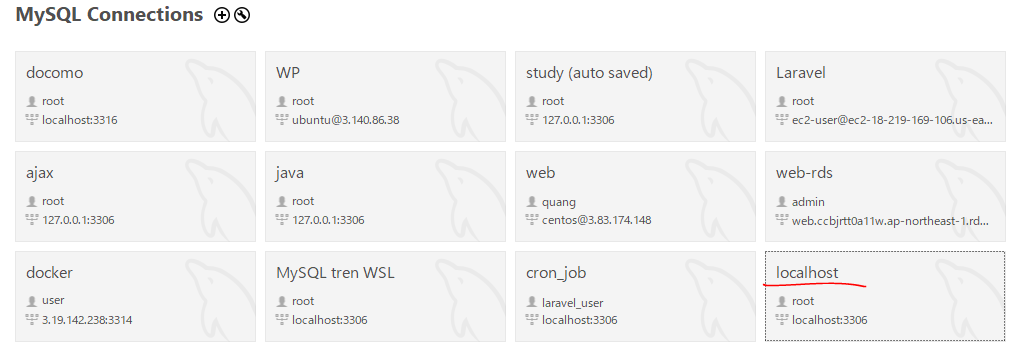 MySQL Connections
docomo
root
localhost:3316
WP
root
ubuntu@3.140.86.38
study (auto saved)
root
127.0.0.1:3306
Laravel
root
ec2-user@ec2-18-219-169-106.us-ea...
ajax
root
127.0.0.1:3306
java
root
127.0.0.1:3306
web
quang
centos@3.83.174.148
web-rds
admin
web.ccbjrtt0a11w.ap-northeast-1.rd...
docker
user
3.19.142.238:3314
MySQL tren WSL
root
localhost:3306
cron_job
laravel_user
localhost:3306
localhost
root
localhost:3306